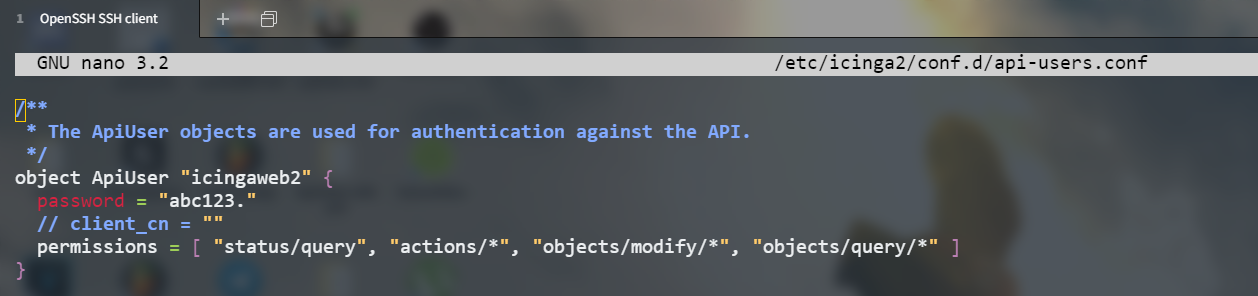 1 OpenSSH SSH client +
GNU nano 3.2 /etc/icinga2/conf.d/api-users.conf
/**
 * The ApiUser objects are used for authentication against the API.
 */
object ApiUser "icingaweb2" {
  password = "abc123."
  // client_cn = ""
  permissions = [ "status/query", "actions/*", "objects/modify/*", "objects/query/*" ]
}